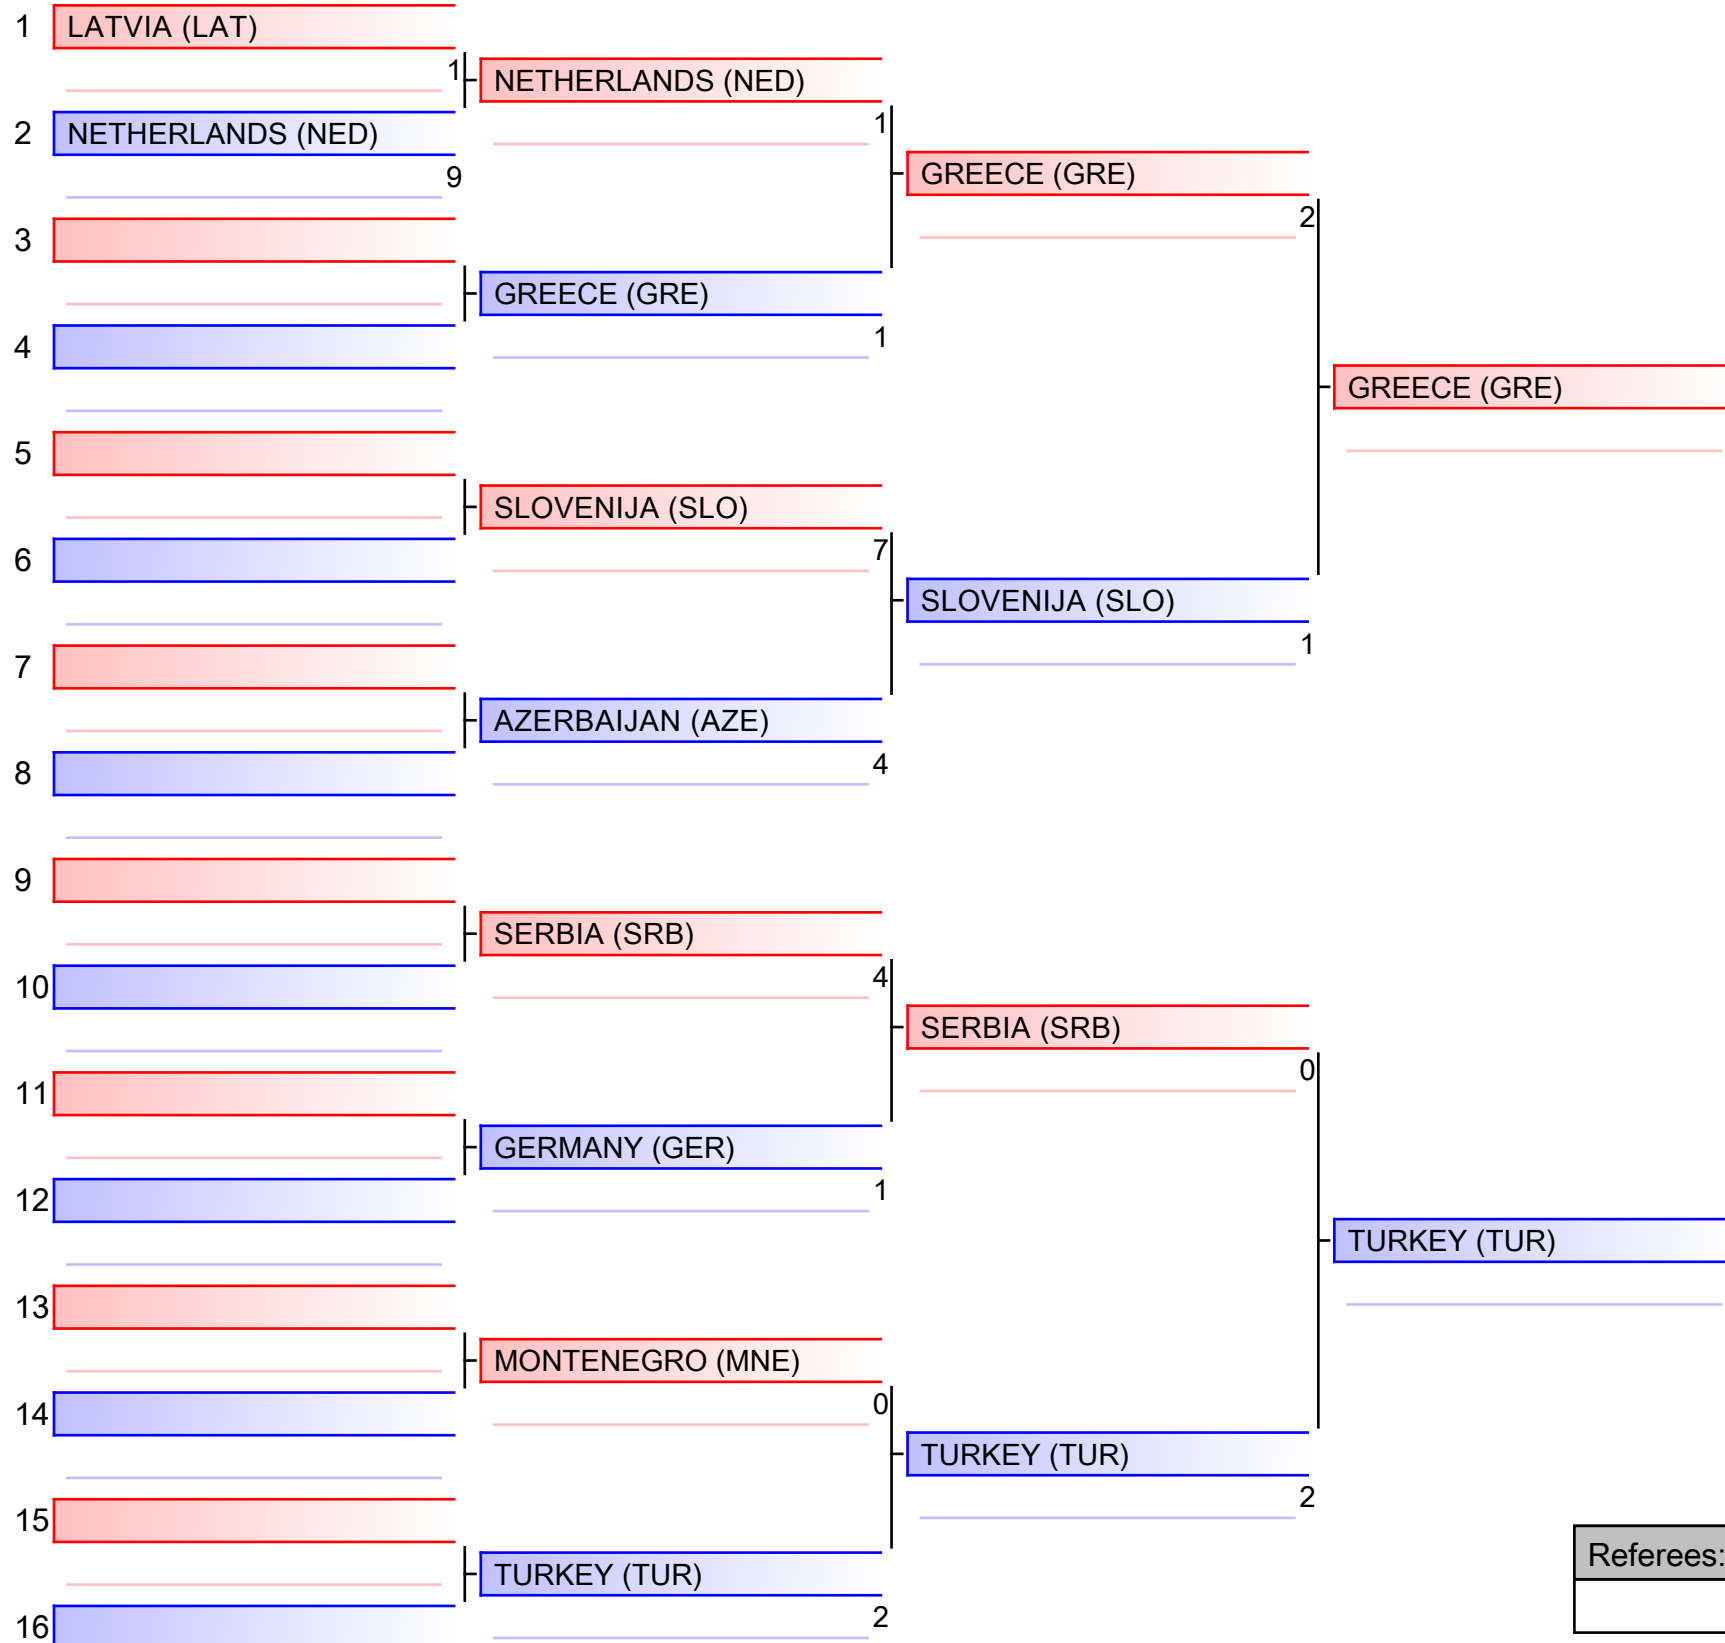 1 LATVIA (LAT)
1
NETHERLANDS (NED)
1
2 NETHERLANDS (NED)
9
GREECE (GRE)
2
3
GREECE (GRE)
1
4
GREECE (GRE)
5
SLOVENIJA (SLO)
7
6
SLOVENIJA (SLO)
1
7
AZERBAIJAN (AZE)
4
8
9
SERBIA (SRB)
4
10
SERBIA (SRB)
0
11
GERMANY (GER)
1
12
TURKEY (TUR)
13
MONTENEGRO (MNE)
0
14
TURKEY (TUR)
2
15
Referees:
TURKEY (TUR)
2
16